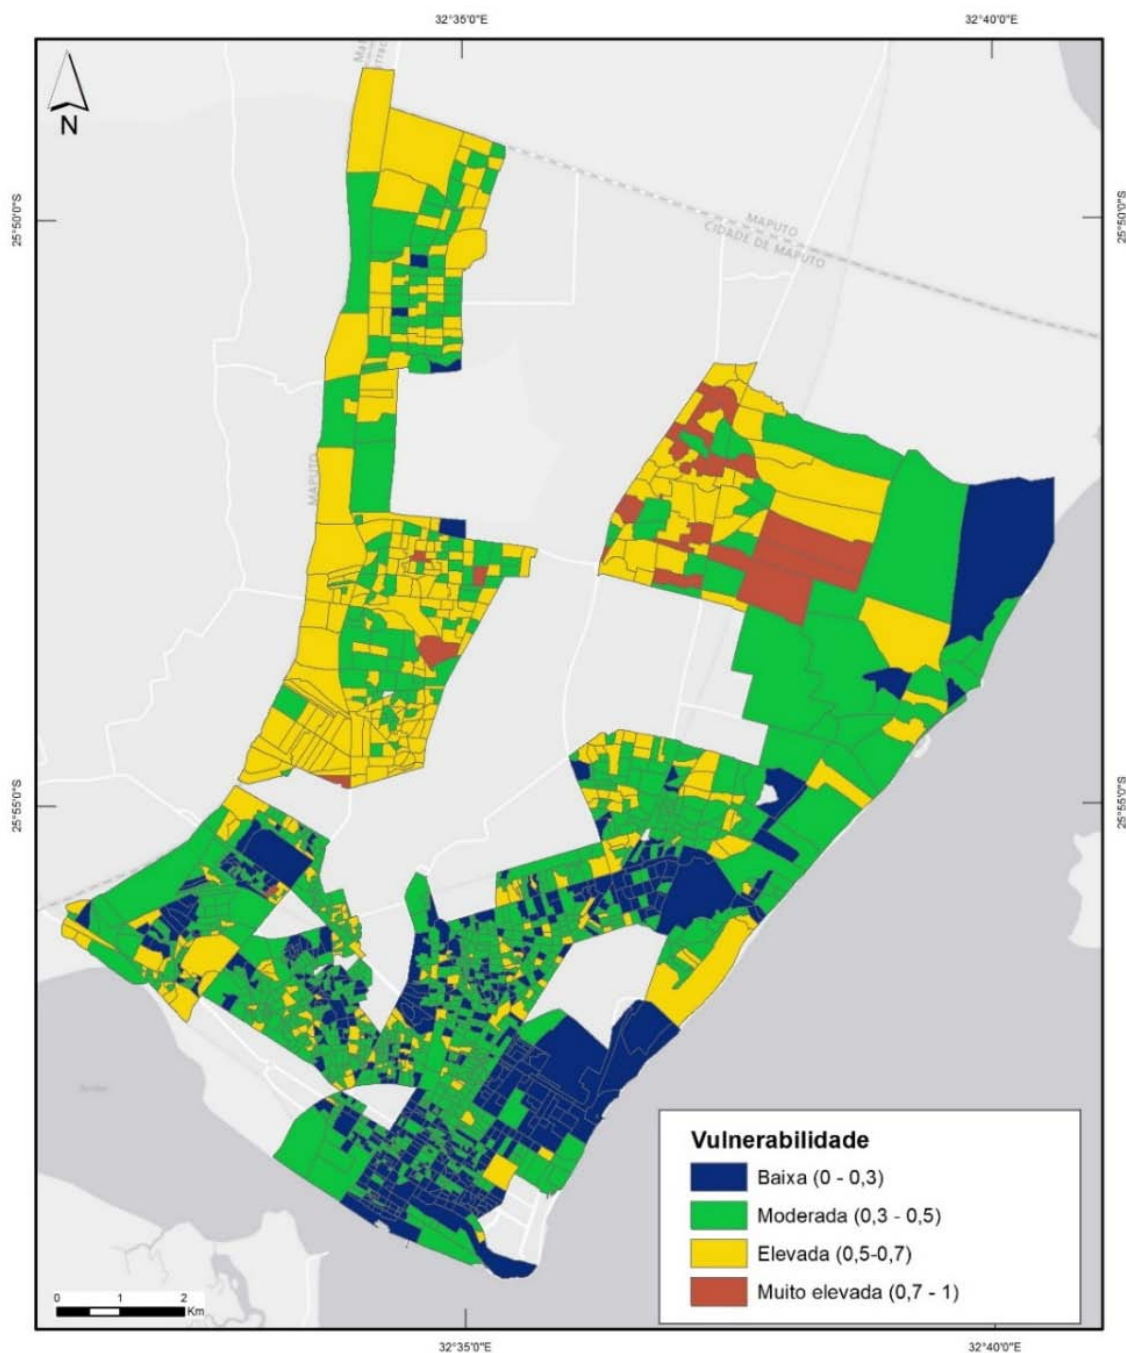 32°35'0"E
32°40'0"E
N
25°50'0"S
25°50'0"S
MAPUTO
CIDADE DE MAPUTO
MAPUTO
25°55'0"S
25°55'0"S
Vulnerabilidade
Baixa (0 - 0,3)
Moderada (0,3 - 0,5)
Elevada (0,5-0,7)
Muito elevada (0,7 - 1)
0 1 2
Km
32°35'0"E
32°40'0"E